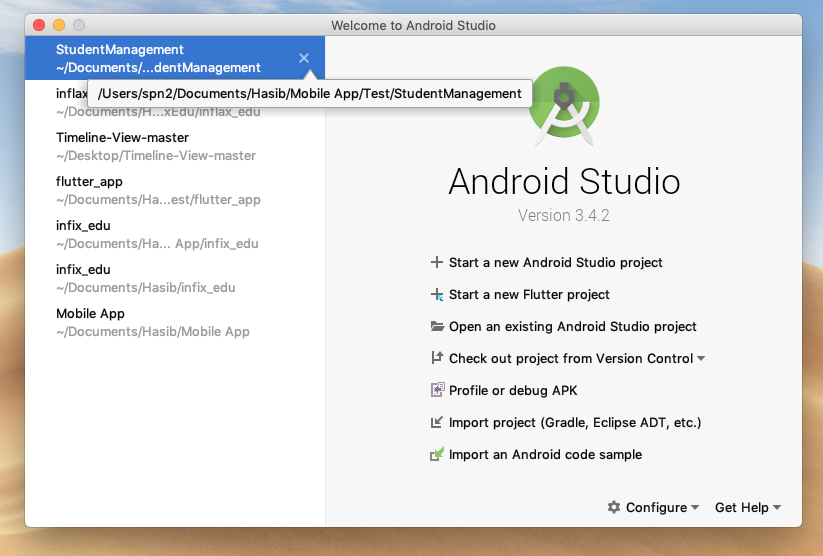 Welcome to Android Studio
StudentManagement
~/Documents/...dentManagement
/Users/spn2/Documents/Hasib/Mobile App/Test/StudentManagement
~/Documents/H...xEdu/inflax_edu
Timeline-View-master
~/Desktop/Timeline-View-master
flutter_app
~/Documents/Ha...est/flutter_app
infix_edu
~/Documents/Ha... App/infix_edu
infix_edu
~/Documents/Hasib/infix_edu
Mobile App
~/Documents/Hasib/Mobile App
Android Studio
Version 3.4.2
Start a new Android Studio project
Start a new Flutter project
Open an existing Android Studio project
Check out project from Version Control
Profile or debug APK
Import project (Gradle, Eclipse ADT, etc.)
Import an Android code sample
Configure
Get Help